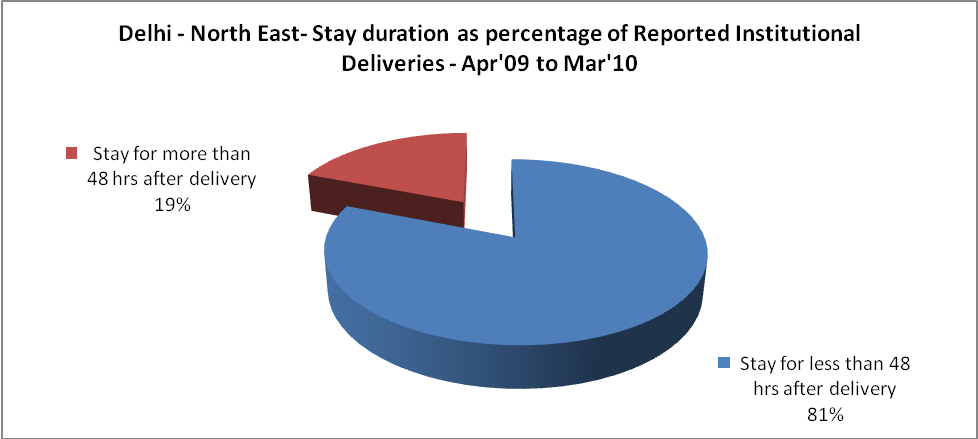 Delhi - North East- Stay duration as percentage of Reported Institutional
Deliveries - Apr'09 to Mar'10
Stay for more than
48 hrs after delivery
19%
Stay for less than 48
hrs after delivery
81%